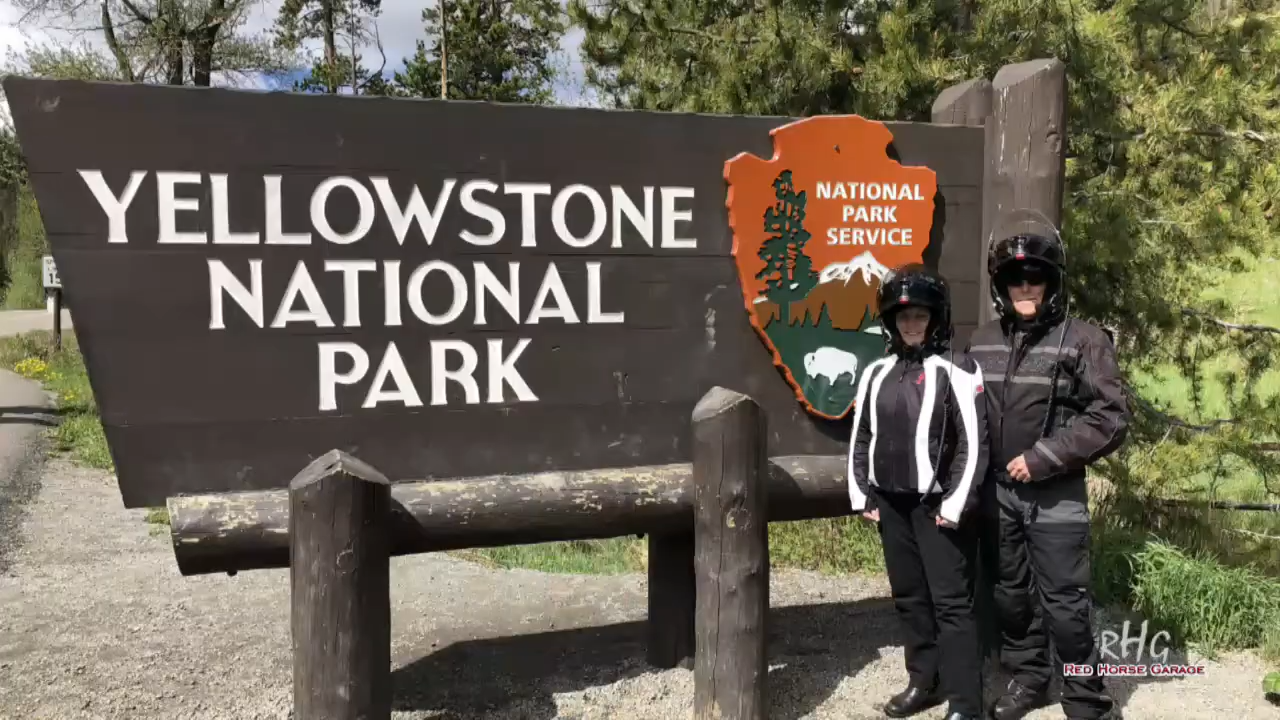 YELLOWSTONE
NATIONAL
PARK
NATIONAL
PARK
SERVICE
RHG
RED HORSE GARAGE